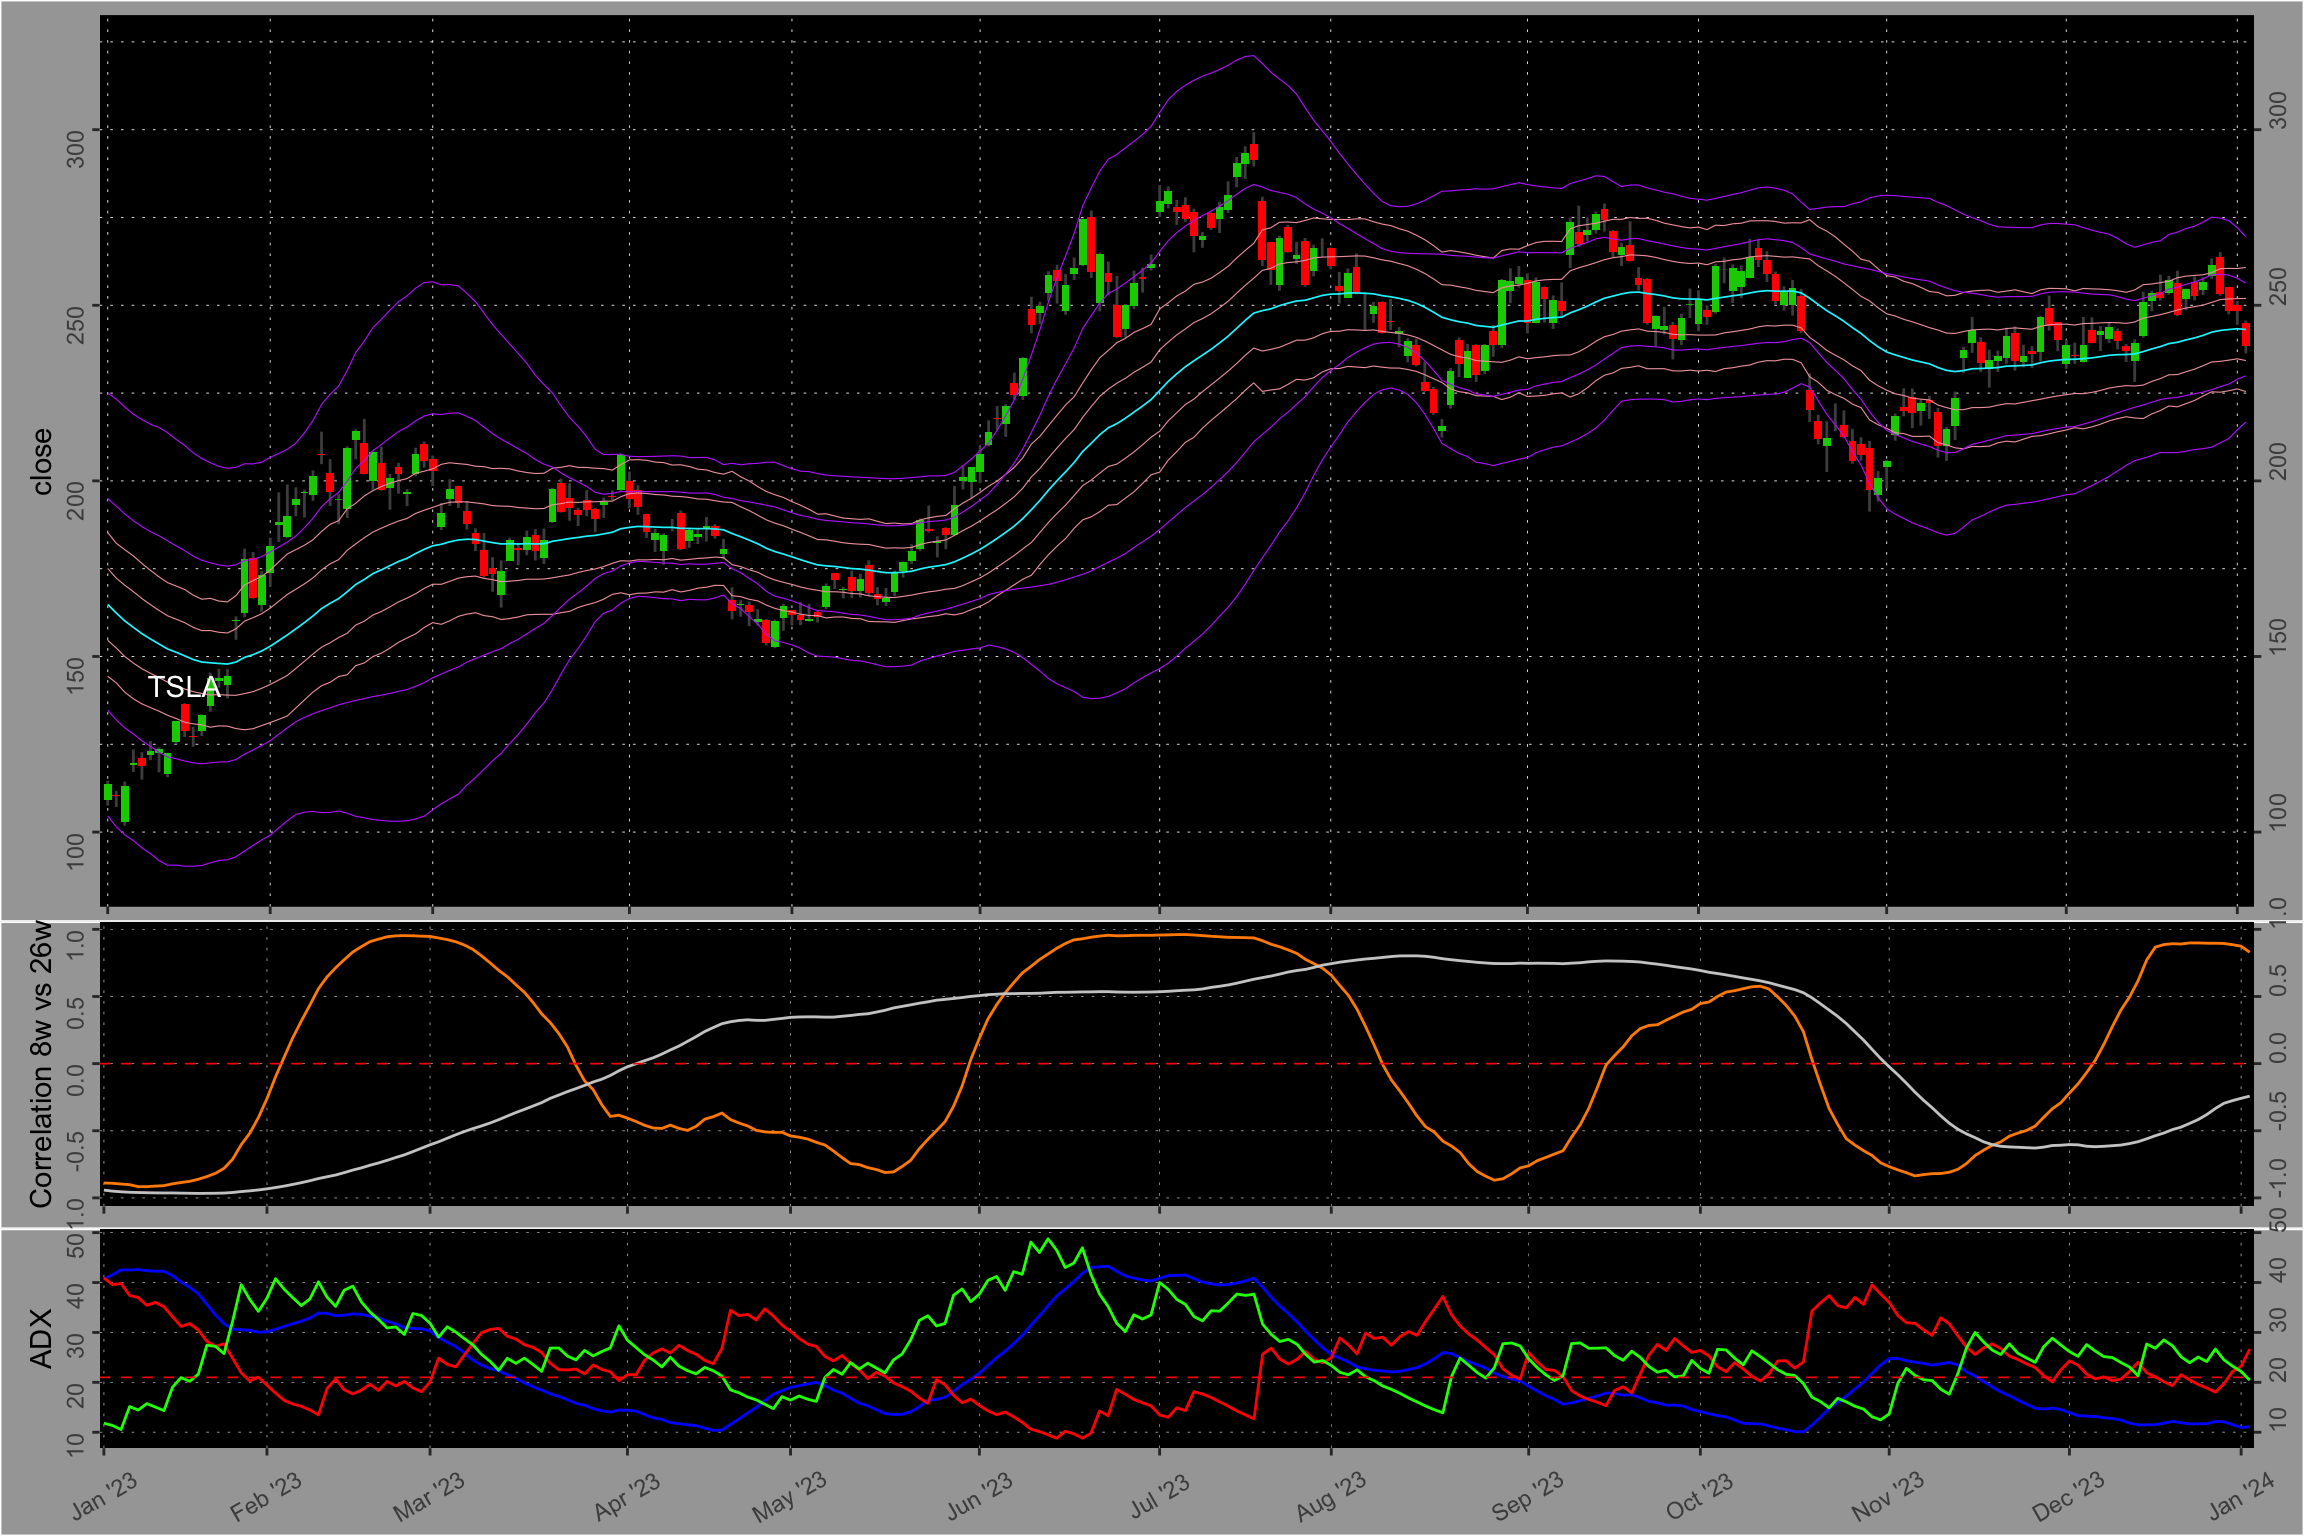 close
300
250
200
150
100
TSLA
300
250
200
150
100
Correlation 8w vs 26w
1.0
0.5
0.0
-0.5
1.0
.0
1
0.5
0.0
-0.5
-1.0
ADX
50
40
30
20
10
50
40
30
20
10
Jan '23
Feb '23
Mar '23
Apr '23
May '23
Jun '23
Jul '23
Aug '23
Sep '23
Oct '23
Nov '23
Dec '23
Jan '24